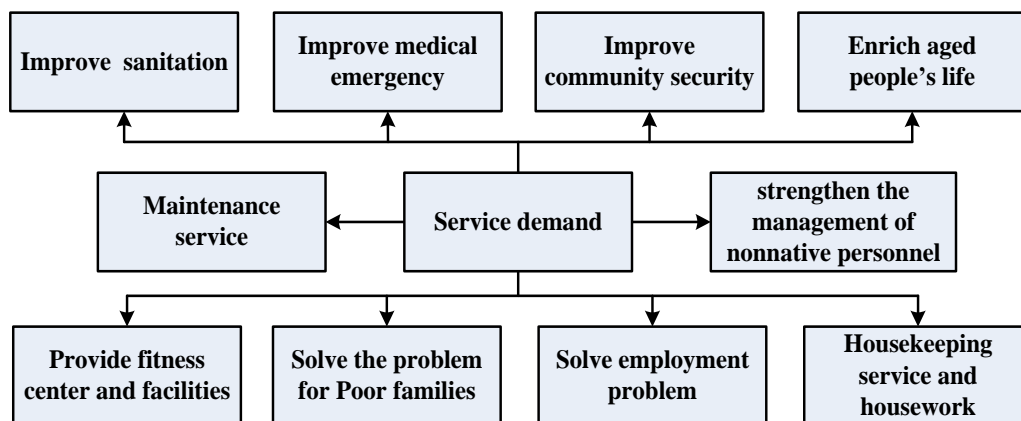 Improve sanitation
Improve medical
emergency
Improve
community security
Enrich aged
people's life
Maintenance
service
Service demand
strengthen the
management of
nonnative personnel
Provide fitness
center and facilities
Solve the problem
for Poor families
Solve employment
problem
Housekeeping
service and
housework